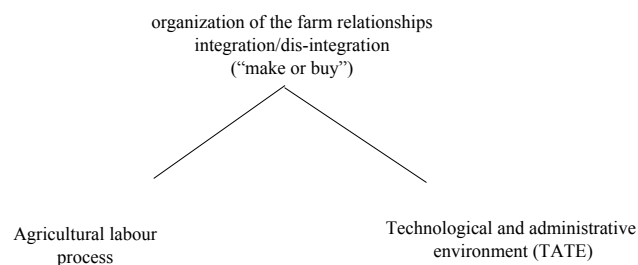 organization of the farm relationships
integration/dis-integration
(“make or buy”)
Agricultural labour
process
Technological and administrative
environment (TATE)